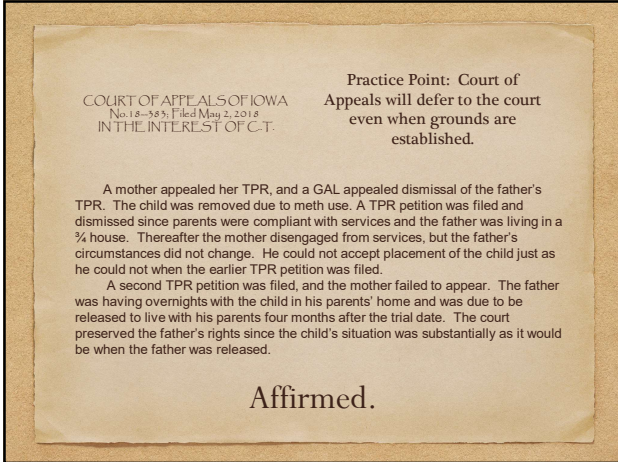 COURT OF APPEALS OF IOWA
No. 18-383; Filed May 2, 2018
IN THE INTEREST OF C.T.
Practice Point: Court of
Appeals will defer to the court
even when grounds are
established.
A mother appealed her TPR, and a GAL appealed dismissal of the father's
TPR. The child was removed due to meth use. A TPR petition was filed and
dismissed since parents were compliant with services and the father was living in a
¾ house. Thereafter the mother disengaged from services, but the father's
circumstances did not change. He could not accept placement of the child just as
he could not when the earlier TPR petition was filed.
A second TPR petition was filed, and the mother failed to appear. The father
was having overnights with the child in his parents' home and was due to be
released to live with his parents four months after the trial date. The court
preserved the father's rights since the child's situation was substantially as it would
be when the father was released.
Affirmed.